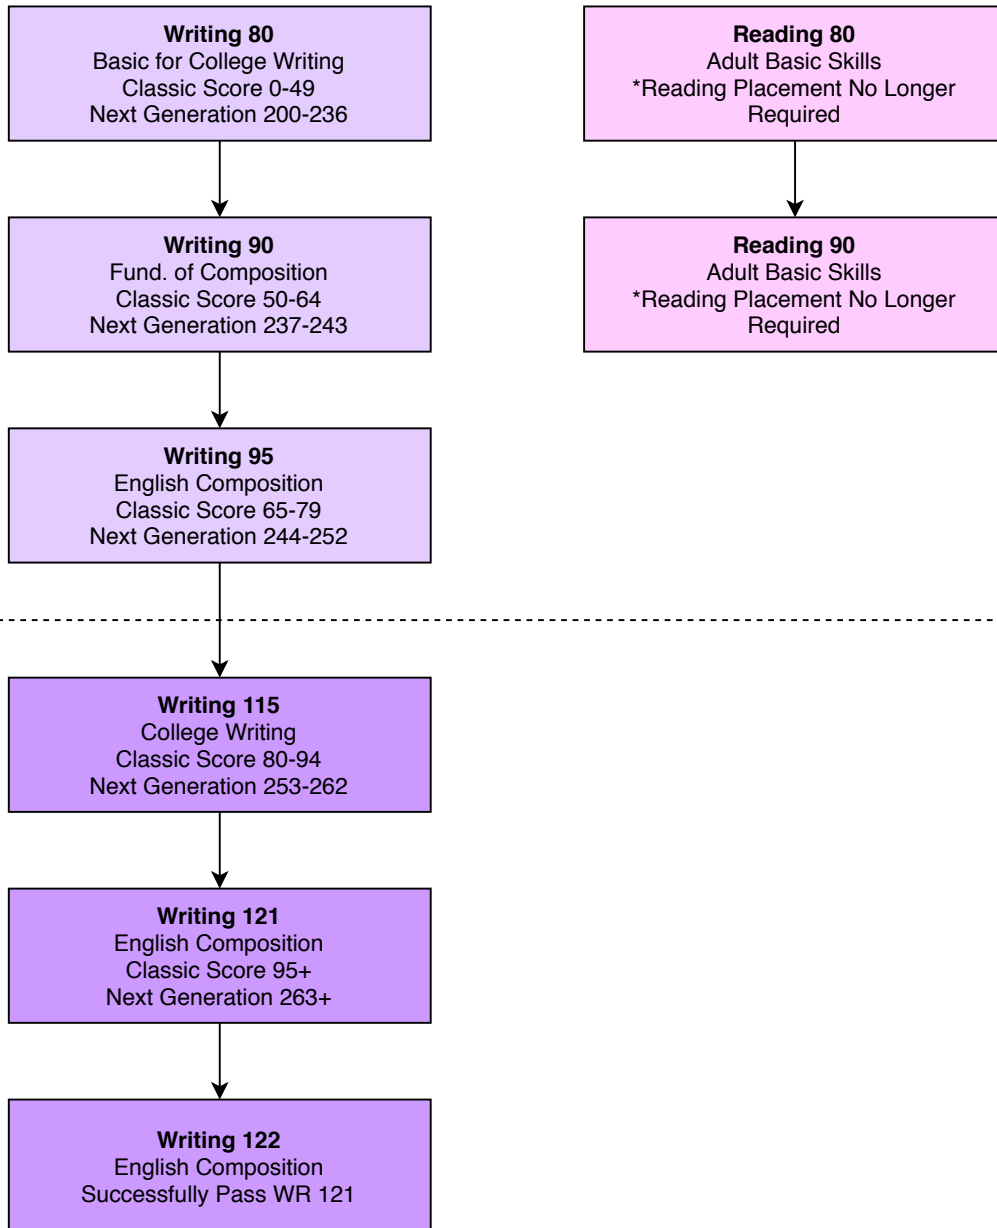 Writing 80
Basic for College Writing
Classic Score 0-49
Next Generation 200-236
Reading 80
Adult Basic Skills
*Reading Placement No Longer
Required
Writing 90
Fund. of Composition
Classic Score 50-64
Next Generation 237-243
Reading 90
Adult Basic Skills
*Reading Placement No Longer
Required
Writing 95
English Composition
Classic Score 65-79
Next Generation 244-252
Writing 115
College Writing
Classic Score 80-94
Next Generation 253-262
Writing 121
English Composition
Classic Score 95+
Next Generation 263+
Writing 122
English Composition
Successfully Pass WR 121